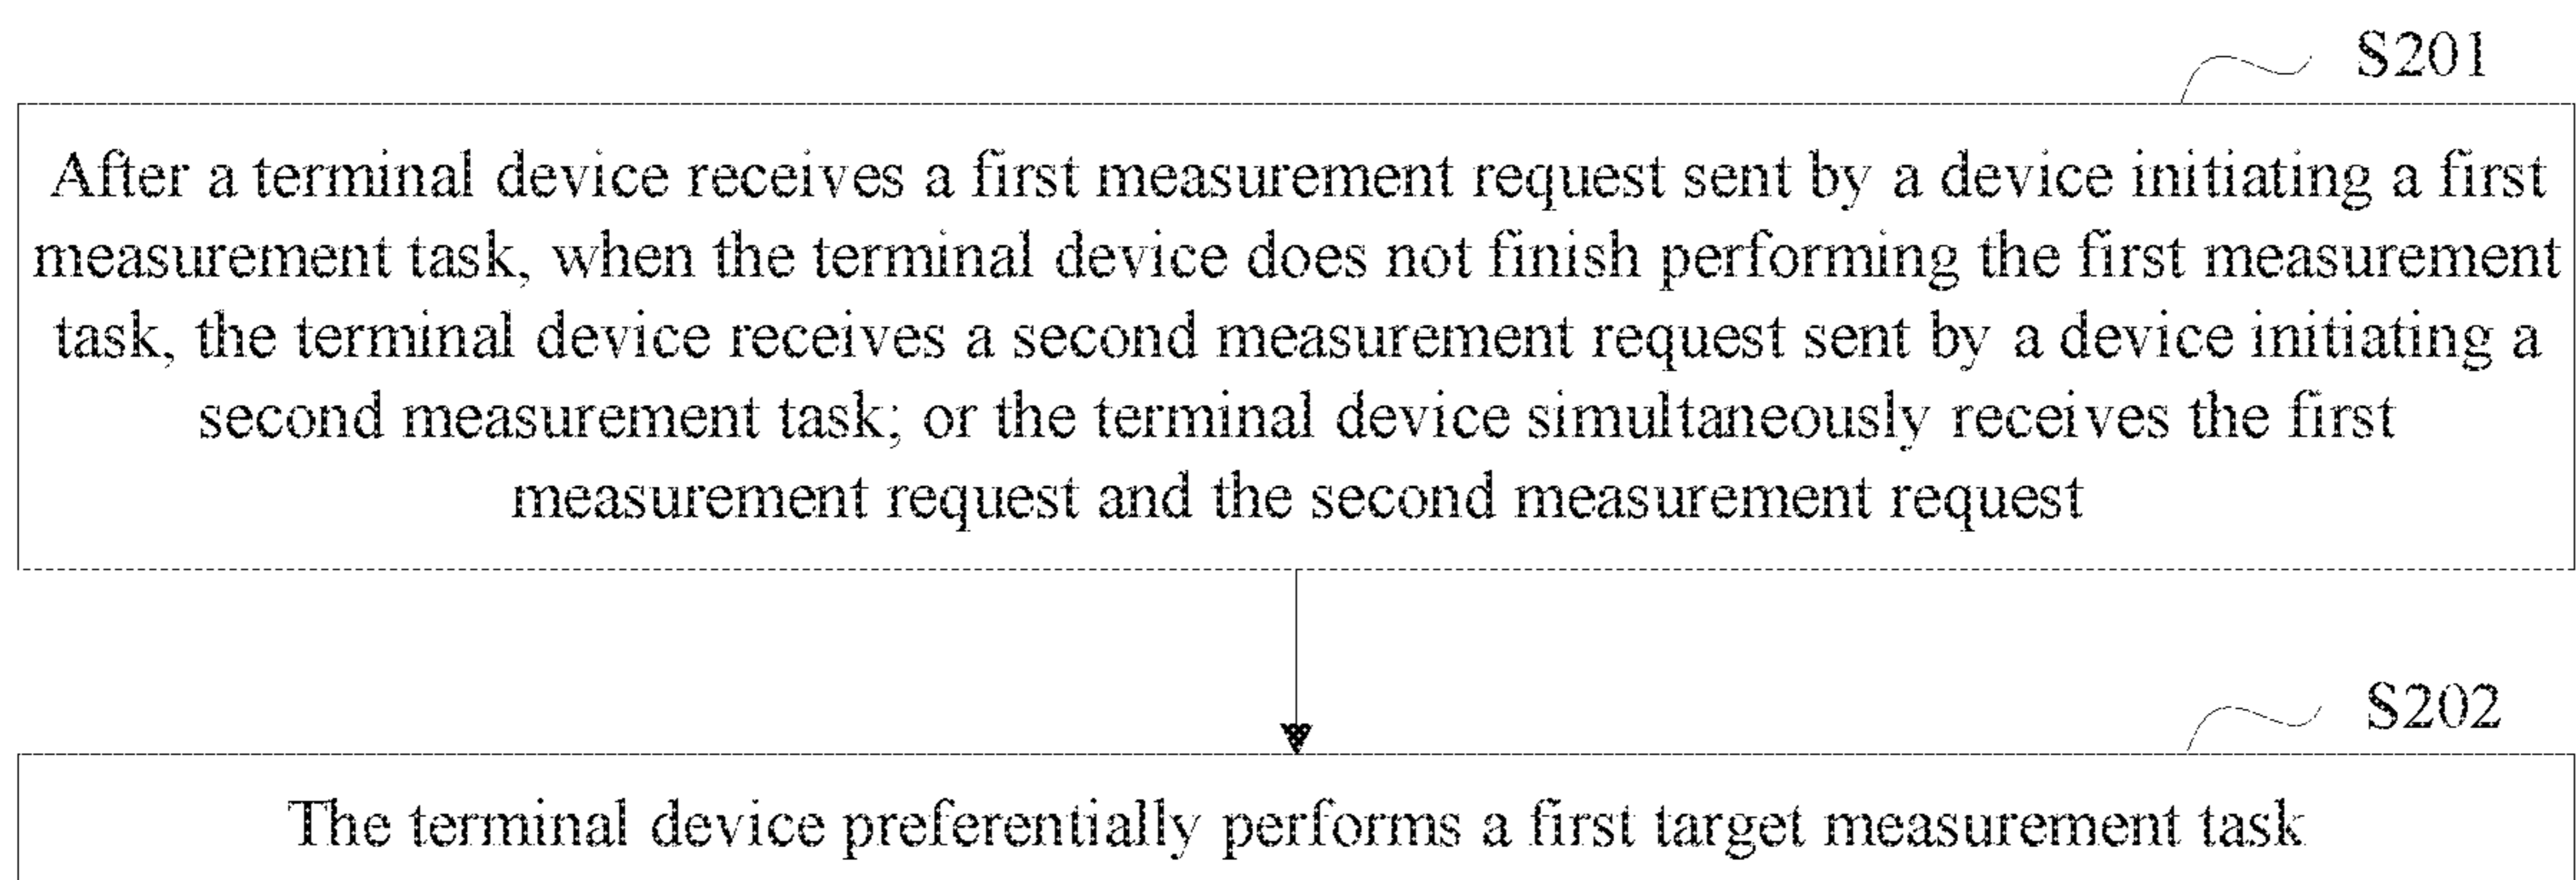 S201
After a terminal device receives a first measurement request sent by a device initiating a first
measurement task, when the terminal device does not finish performing the first measurement
task, the terminal device receives a second measurement request sent by a device initiating a
second measurement task; or the terminal device simultaneously receives the first
measurement request and the second measurement request
S202
The terminal device preferentially performs a first target measurement task